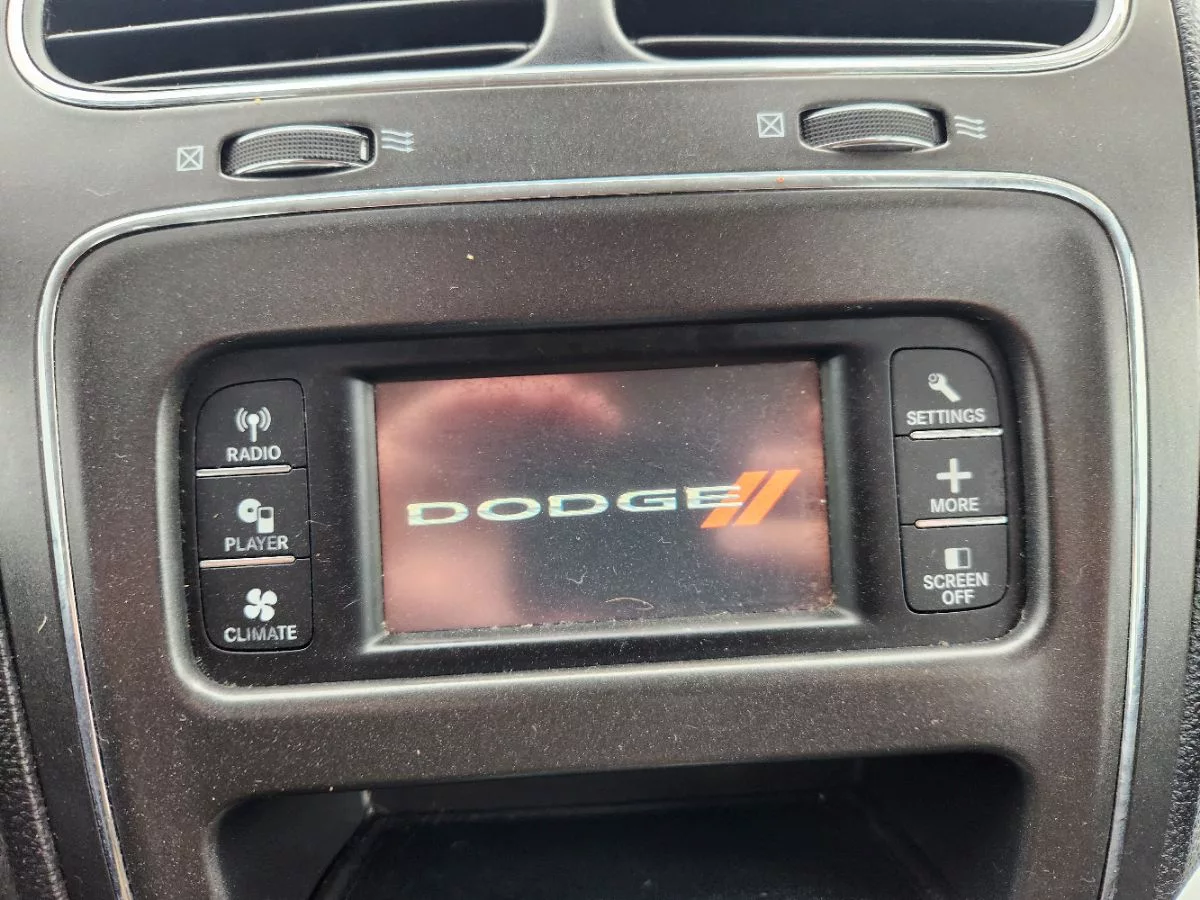 RADIO
PLAYER
CLIMATE
DODGE
SETTINGS
MORE
SCREEN
OFF